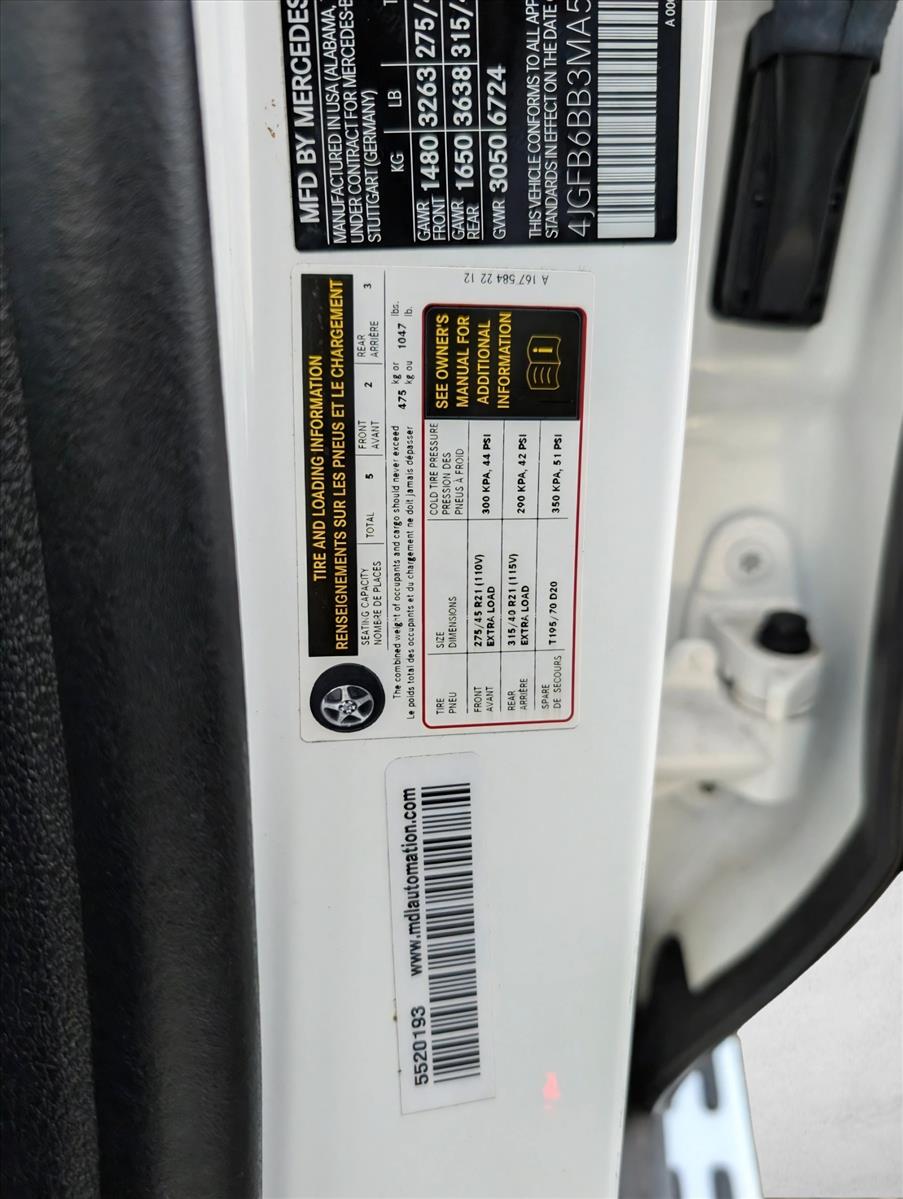 MFD BY MERCEDES
MANUFACTURED IN USA (ALABAMA,
UNDER CONTRACT FOR MERCEDES-B
STUTTGART (GERMANY)
KG LB
GAWR FRONT 1480 3263 275/4
GAWR REAR 1650 3638 315/4
GVWR 3050 6724
THIS VEHICLE CONFORMS TO ALL APP
STANDARDS IN EFFECT ON THE DATE O
4JGFB6BB3MA5
A 00
TIRE AND LOADING INFORMATION
RENSEIGNEMENTS SUR LES PNEUS ET LE CHARGEMENT
SEATING CAPACITY TOTAL 5 FRONT 2 REAR 3
NOMBRE DE PLACES AVANT ARRIÈRE
The combined weight of occupants and cargo should never exceed 475 kg or 1047 lbs.
Le poids total des occupants et du chargement ne doit jamais dépasser kg ou lb.
TIRE SIZE COLD TIRE PRESSURE
PNEU DIMENSIONS PRESSION DES
PNEUS À FROID
FRONT 275/45 R21 (110V) 300 KPA, 44 PSI
AVANT EXTRA LOAD
REAR 315/40 R21 (115V) 290 KPA, 42 PSI
ARRIÈRE EXTRA LOAD
SPARE T195/70 D20 350 KPA, 51 PSI
DE SECOURS
SEE OWNER'S
MANUAL FOR
ADDITIONAL
INFORMATION
A 167 584 22 12
www.mdlautomation.com
5520193